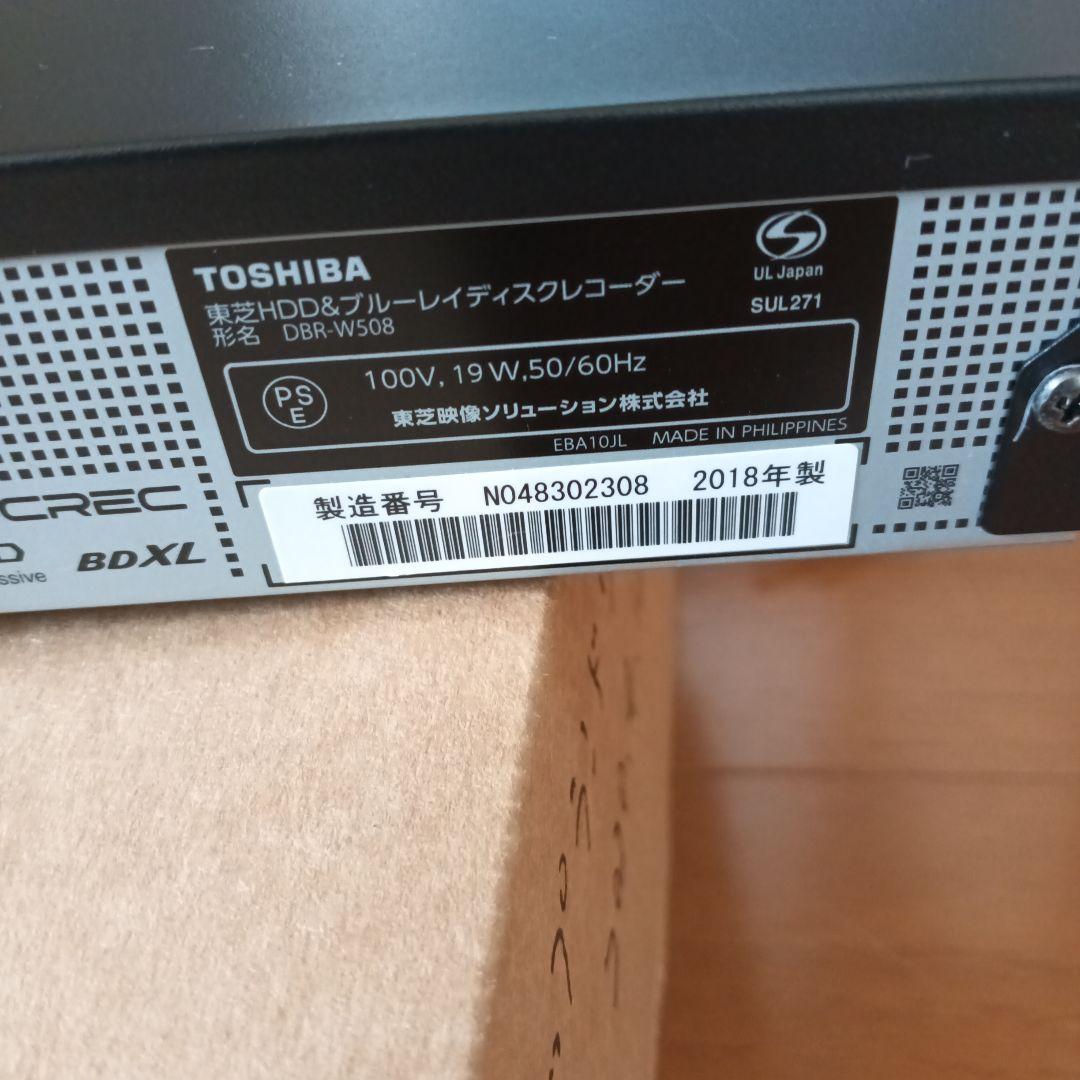 TOSHIBA
東芝HDD&ブルーレイディスクレコーダー
形名 DBR-W508
UL Japan
SUL271
PS
E
100V, 19W, 50/60Hz
東芝映像ソリューション株式会社
EBA10JL MADE IN PHILIPPINES
製造番号 N048302308 2018年製
CREC
D
ssive
BDXL